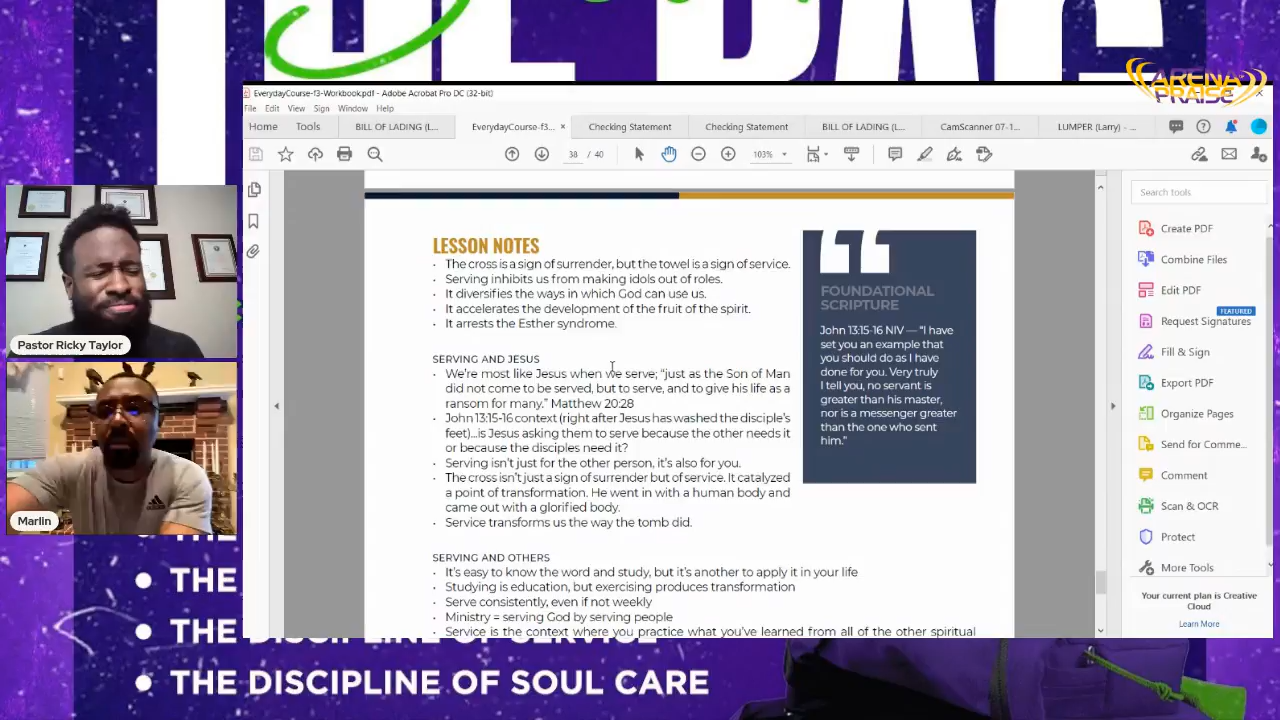 ARENA
PRAISE
EverydayCourse-f3-Workbook.pdf - Adobe Acrobat Pro DC (32-bit)
File Edit View Sign Window Help
Home Tools BILL OF LADING (L... EverydayCourse-f3... × Checking Statement Checking Statement BILL OF LADING (L... CamScanner 07-1... LUMPER (Larry) - ...
38 / 40 103%
LESSON NOTES
· The cross is a sign of surrender, but the towel is a sign of service.
· Serving inhibits us from making idols out of roles.
· It diversifies the ways in which God can use us.
· It accelerates the development of the fruit of the spirit.
· It arrests the Esther syndrome.
SERVING AND JESUS
· We're most like Jesus when we serve; “just as the Son of Man
did not come to be served, but to serve, and to give his life as a
ransom for many.” Matthew 20:28
· John 13:15-16 context (right after Jesus has washed the disciple's
feet)...is Jesus asking them to serve because the other needs it
or because the disciples need it?
· Serving isn't just for the other person, it's also for you.
· The cross isn't just a sign of surrender but of service. It catalyzed
a point of transformation. He went in with a human body and
came out with a glorified body.
· Service transforms us the way the tomb did.
SERVING AND OTHERS
· It's easy to know the word and study, but it's another to apply it in your life
· Studying is education, but exercising produces transformation
· Serve consistently, even if not weekly
· Ministry = serving God by serving people
· Service is the context where you practice what you've learned from all of the other spiritual
“
FOUNDATIONAL
SCRIPTURE
John 13:15-16 NIV — “I have
set you an example that
you should do as I have
done for you. Very truly
I tell you, no servant is
greater than his master,
nor is a messenger greater
than the one who sent
him.”
Search tools
Create PDF
Combine Files
Edit PDF
FEATURED
Request Signatures
Fill & Sign
Export PDF
Organize Pages
Send for Comme...
Comment
Scan & OCR
Protect
More Tools
Your current plan is Creative
Cloud
Learn More
Pastor Ricky Taylor
Marlin
adidas
• THE
• THE DISCIPLINE OF SERVICE
• THE DISCIPLINE OF SOUL CARE